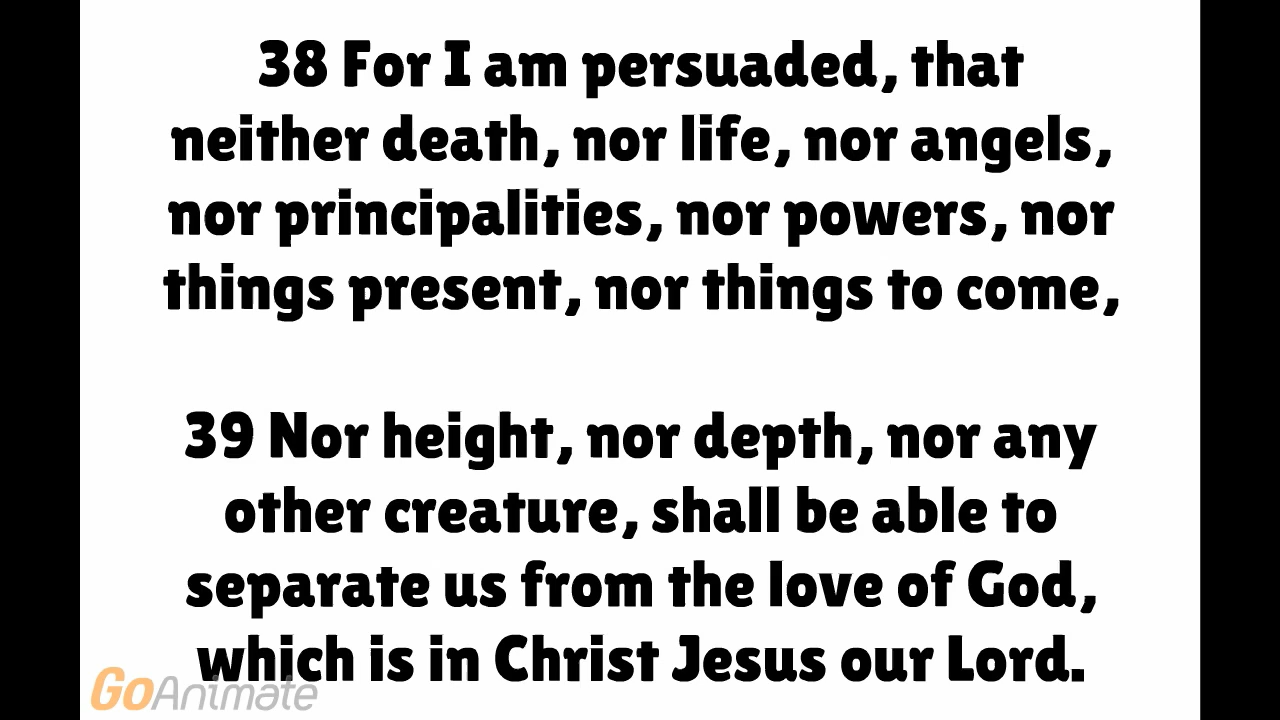 38 For I am persuaded, that
neither death, nor life, nor angels,
nor principalities, nor powers, nor
things present, nor things to come,
39 Nor height, nor depth, nor any
other creature, shall be able to
separate us from the love of God,
which is in Christ Jesus our Lord.
GoAnimate